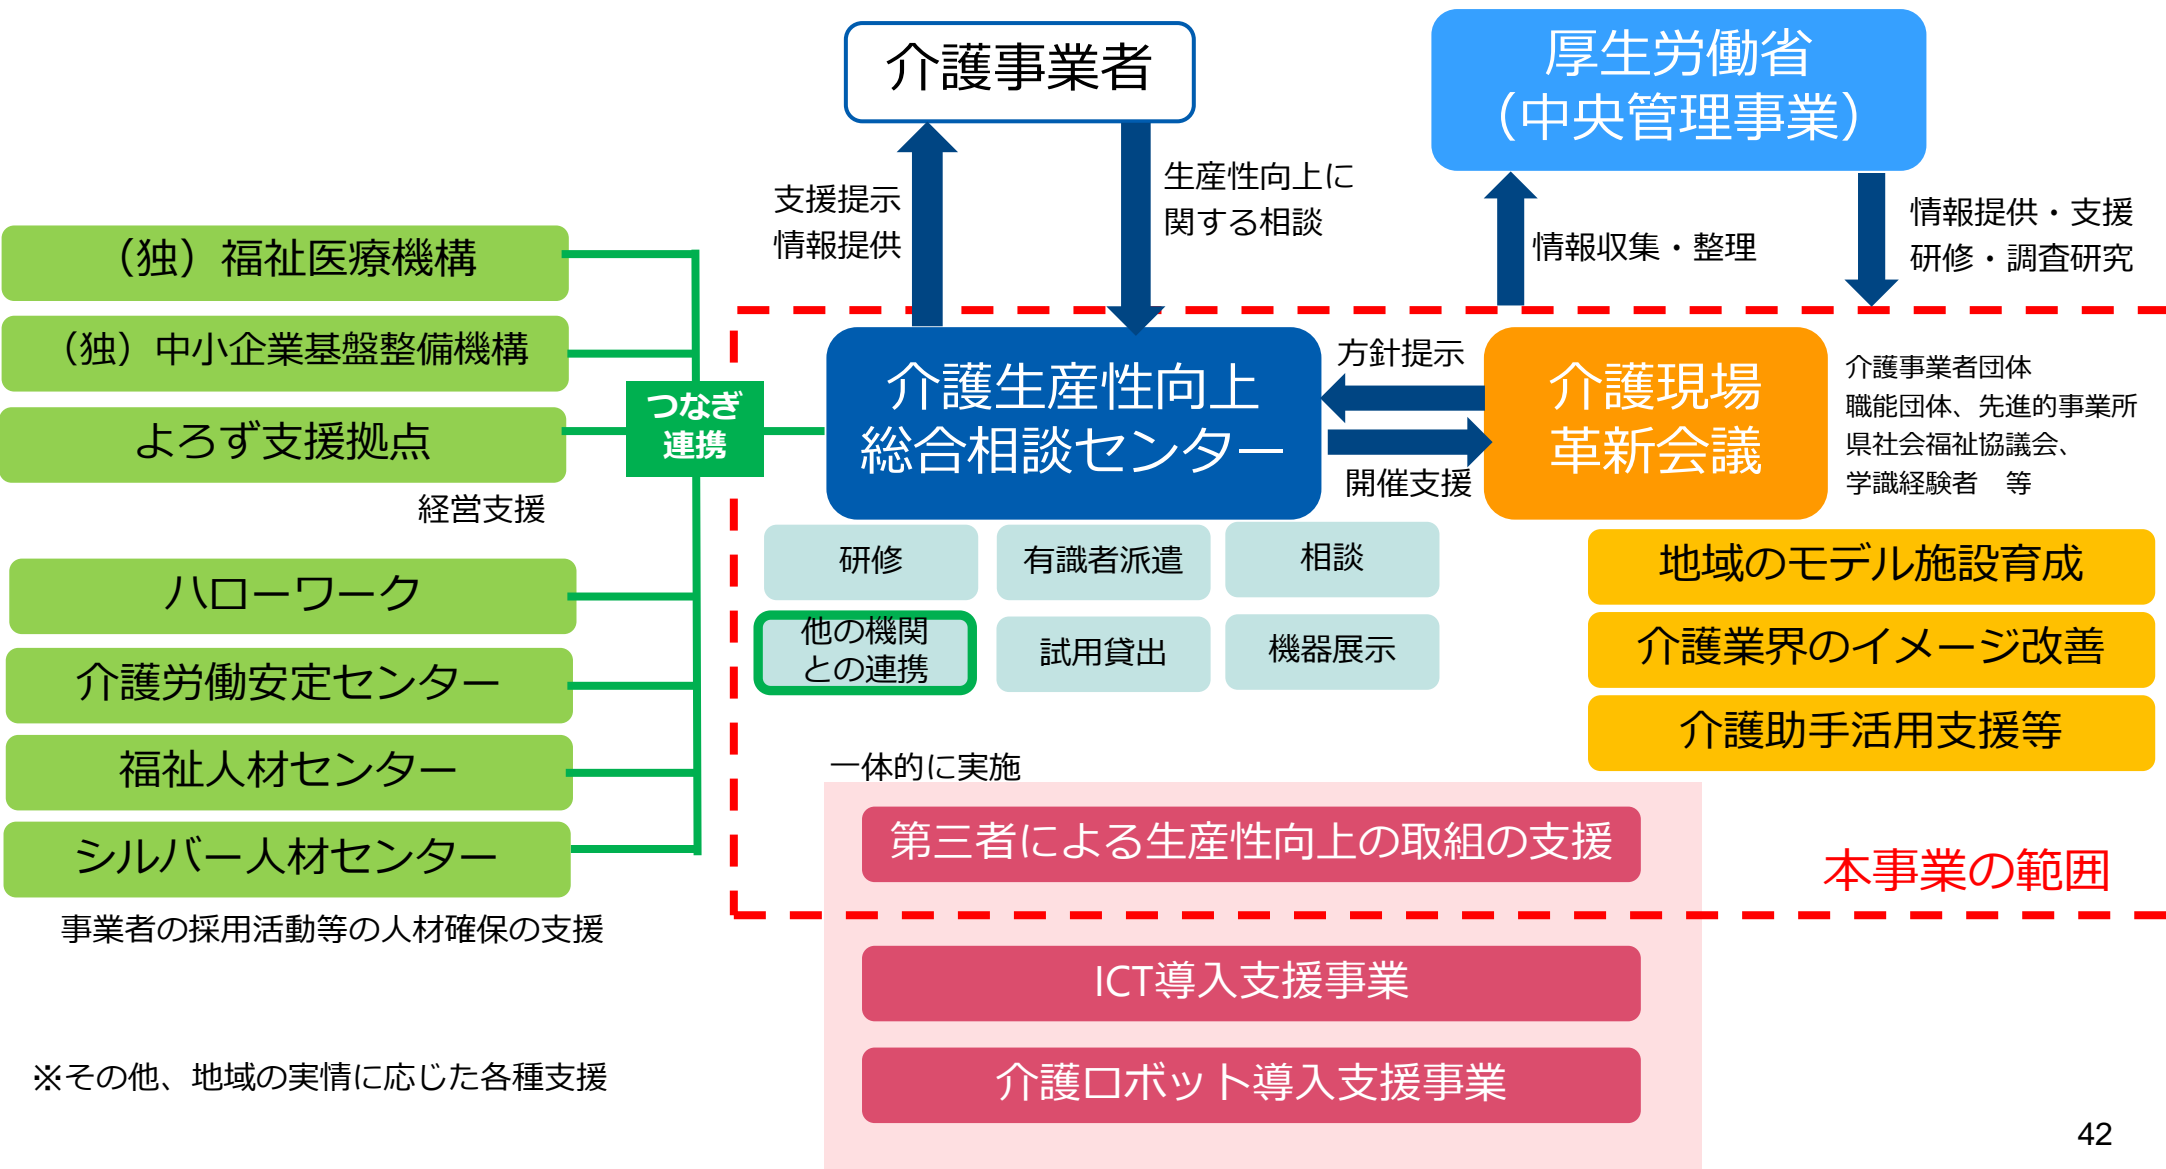 介護事業者
厚生労働省
（中央管理事業）
支援提示
情報提供
生産性向上に
関する相談
情報収集・整理
情報提供・支援
研修・調査研究
（独）福祉医療機構
（独）中小企業基盤整備機構
よろず支援拠点
経営支援
つなぎ
連携
介護生産性向上
総合相談センター
方針提示
開催支援
介護現場
革新会議
介護事業者団体
職能団体、先進的事業所
県社会福祉協議会、
学識経験者　等
研修
有識者派遣
相談
他の機関
との連携
試用貸出
機器展示
地域のモデル施設育成
介護業界のイメージ改善
介護助手活用支援等
ハローワーク
介護労働安定センター
福祉人材センター
シルバー人材センター
事業者の採用活動等の人材確保の支援
一体的に実施
第三者による生産性向上の取組の支援
本事業の範囲
ICT導入支援事業
介護ロボット導入支援事業
※その他、地域の実情に応じた各種支援
42